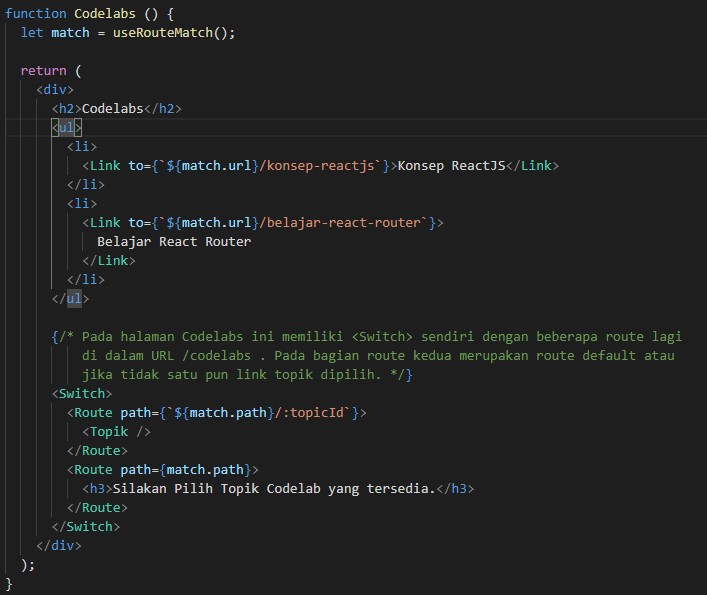 function Codelabs () {
  let match = useRouteMatch();

  return (
    <div>
      <h2>Codelabs</h2>
      <ul>
        <li>
          <Link to={`${match.url}/konsep-reactjs`}>Konsep ReactJS</Link>
        </li>
        <li>
          <Link to={`${match.url}/belajar-react-router`}>
            Belajar React Router
          </Link>
        </li>
      </ul>

      {/* Pada halaman Codelabs ini memiliki <Switch> sendiri dengan beberapa route lagi
          di dalam URL /codelabs . Pada bagian route kedua merupakan route default atau
          jika tidak satu pun link topik dipilih. */}
      <Switch>
        <Route path={`${match.path}/:topicId`}>
          <Topik />
        </Route>
        <Route path={match.path}>
          <h3>Silakan Pilih Topik Codelab yang tersedia.</h3>
        </Route>
      </Switch>
    </div>
  );
}